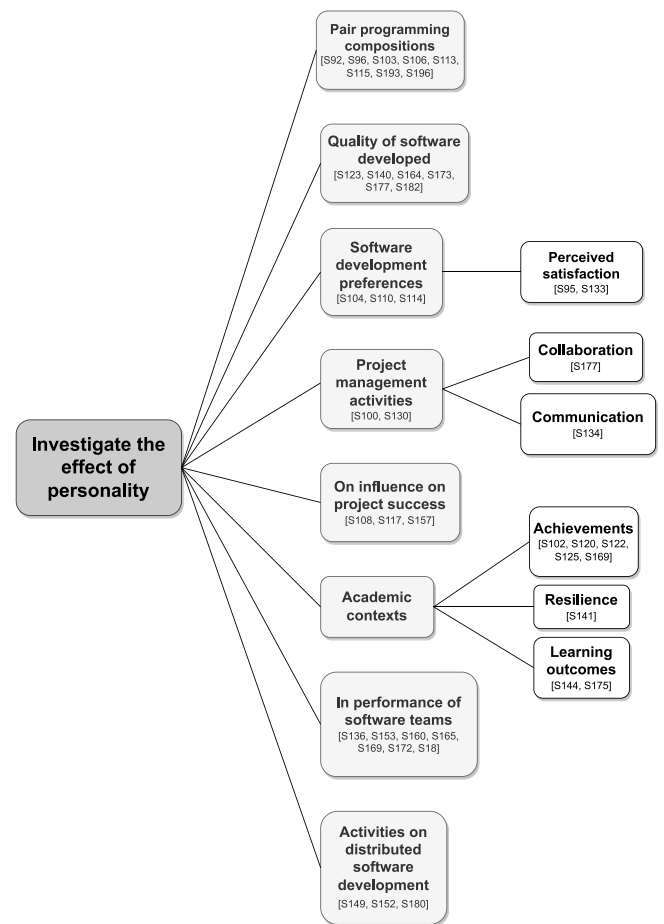 Pair programming
compositions
[S92, S96, S103, S106, S113,
S115, S193, S196]
Quality of software
developed
[S123, S140, S164, S173,
S177, S182]
Software
development
preferences
[S104, S110, S114]
Perceived
satisfaction
[S95, S133]
Project
management
activities
[S100, S130]
Collaboration
[S177]
Communication
[S134]
Investigate the
effect of
personality
On influence on
project success
[S108, S117, S157]
Academic
contexts
Achievements
[S102, S120, S122,
S125, S169]
Resilience
[S141]
Learning
outcomes
[S144, S175]
In performance of
software teams
[S136, S153, S160, S165,
S169, S172, S18]
Activities on
distributed
software
development
[S149, S152, S180]